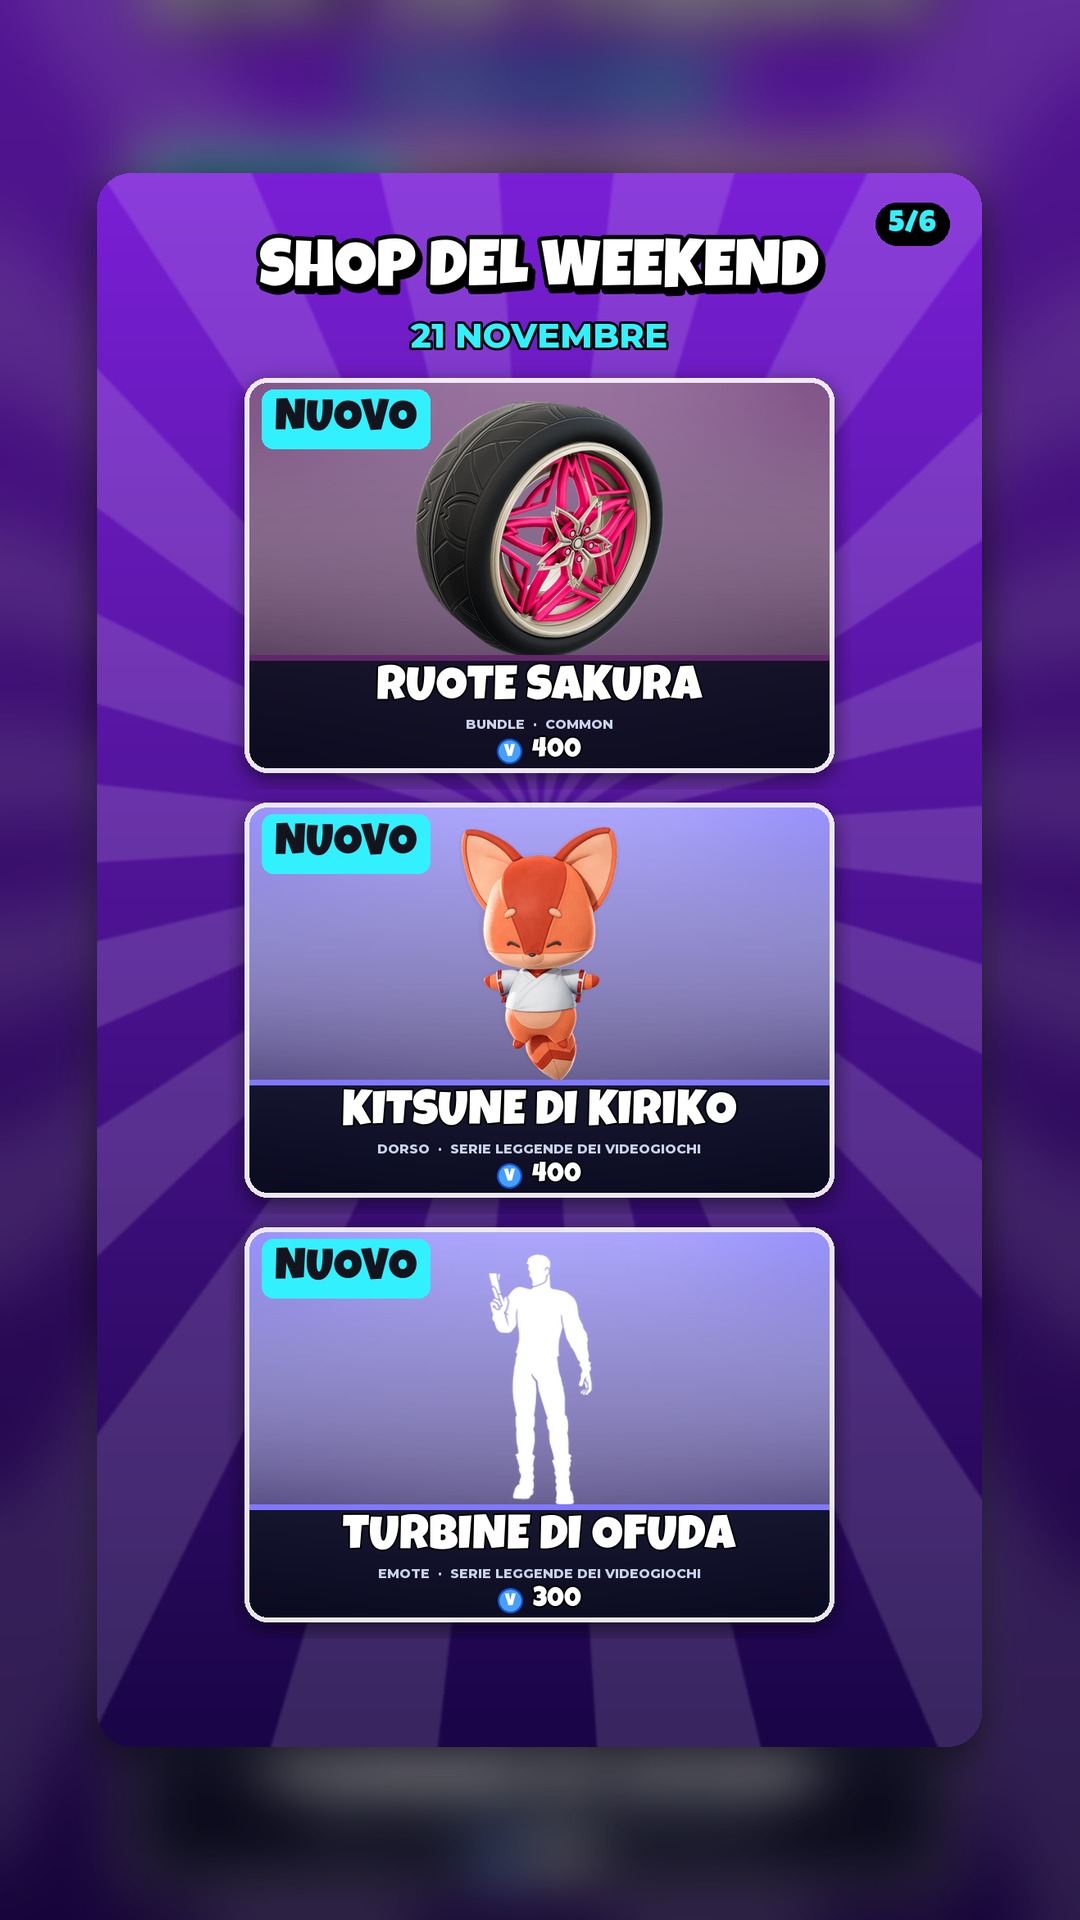 5/6
SHOP DEL WEEKEND
21 NOVEMBRE
NUOVO
RUOTE SAKURA
BUNDLE · COMMON
V 400
NUOVO
KITSUNE DI KIRIKO
DORSO · SERIE LEGGENDE DEI VIDEOGIOCHI
V 400
NUOVO
TURBINE DI OFUDA
EMOTE · SERIE LEGGENDE DEI VIDEOGIOCHI
V 300